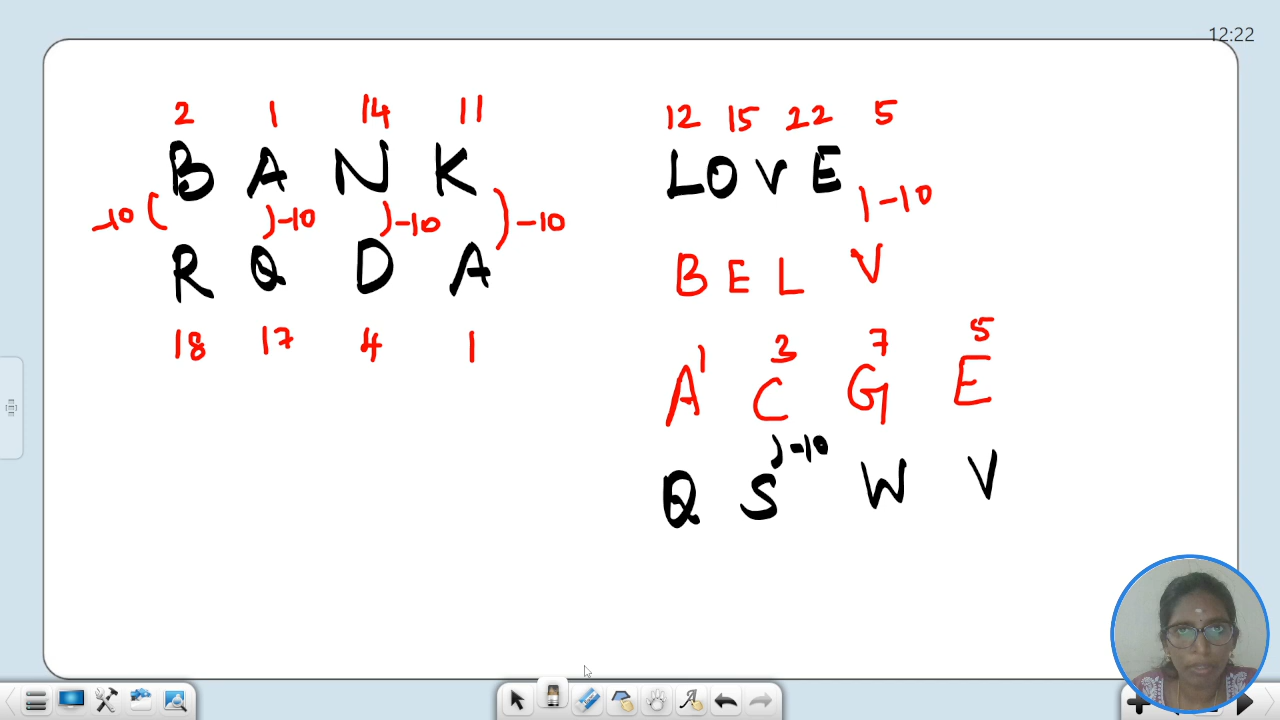 12:22
2 1 14 11
B A N K
-10 -10 -10 -10
R Q D A
18 17 4 1
12 15 22 5
L O V E
-10
B E L V
1 3 7 5
A C G E
-10
Q S W V